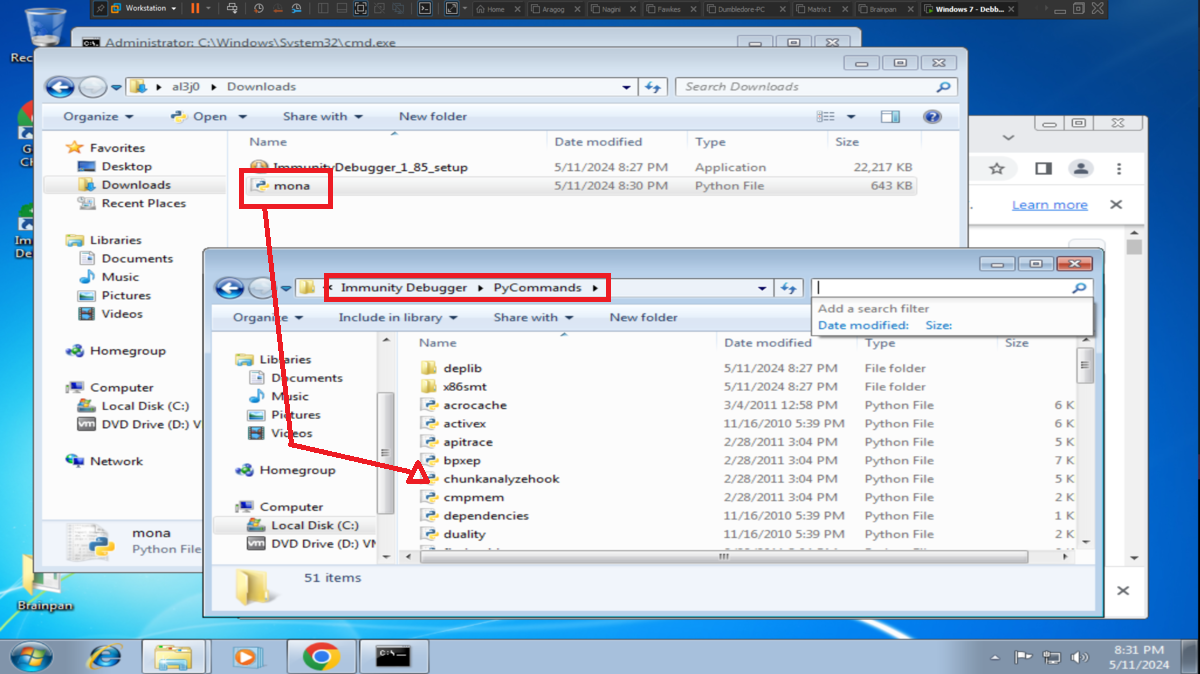 Workstation
Home
Aragog
Nagini
Fawkes
Dumbledore-PC
Matrix I
Brainpan
Windows 7 - Debb...
Administrator: C:\Windows\System32\cmd.exe
al3j0 Downloads
Search Downloads
Organize Open Share with New folder
Favorites
Desktop
Downloads
Recent Places
Libraries
Documents
Music
Pictures
Videos
Homegroup
Computer
Local Disk (C:)
DVD Drive (D:) V
Network
Name Date modified Type Size
ImmunityDebugger_1_85_setup 5/11/2024 8:27 PM Application 22,217 KB
mona 5/11/2024 8:30 PM Python File 643 KB
mona
Python File
Learn more
Immunity Debugger PyCommands
Add a search filter
Date modified: Size:
Organize Include in library Share with New folder
Libraries
Documents
Music
Pictures
Videos
Homegroup
Computer
Local Disk (C:)
DVD Drive (D:) VM
Name Date modified Type Size
deplib 5/11/2024 8:27 PM File folder
x86smt 5/11/2024 8:27 PM File folder
acrocache 3/4/2011 12:58 PM Python File 6 K
activex 11/16/2010 5:39 PM Python File 6 K
apitrace 2/28/2011 3:04 PM Python File 5 K
bpxep 2/28/2011 3:04 PM Python File 7 K
chunkanalyzehook 2/28/2011 3:04 PM Python File 5 K
cmpmem 2/28/2011 3:04 PM Python File 2 K
dependencies 11/16/2010 5:39 PM Python File 1 K
duality 11/16/2010 5:39 PM Python File 2 K
51 items
Brainpan
8:31 PM
5/11/2024